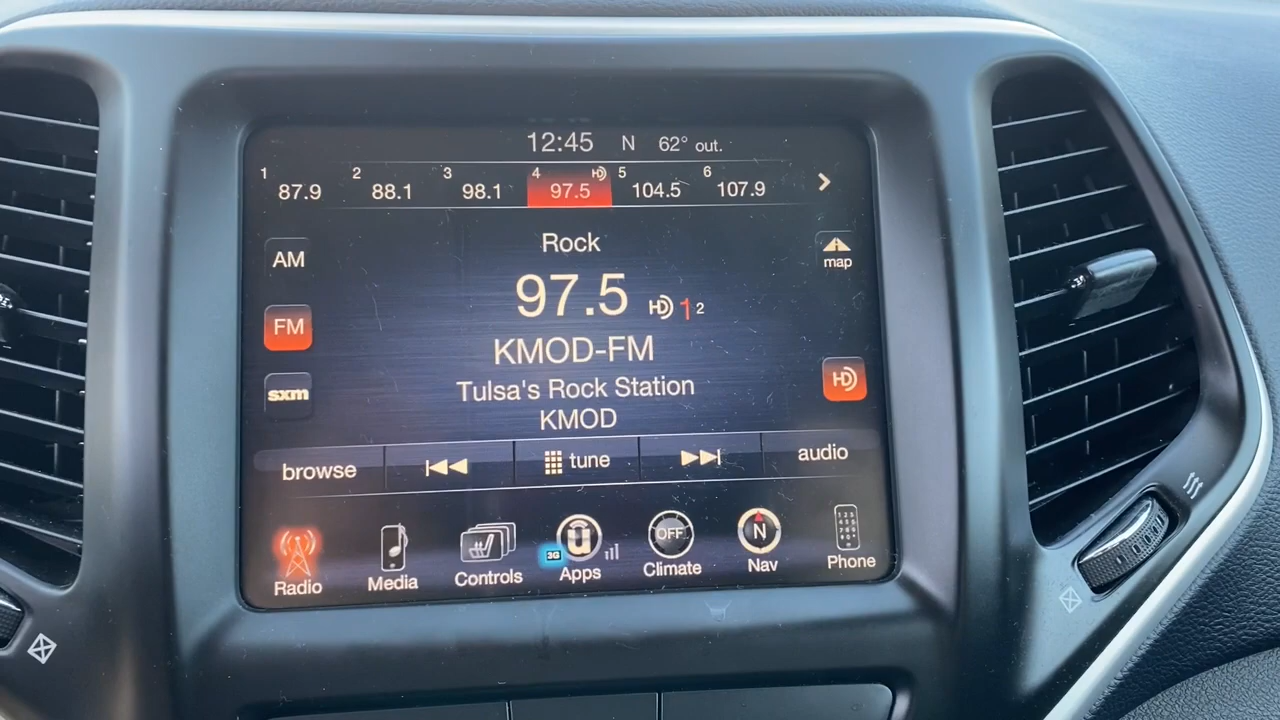 12:45 N 62° out.
1 87.9 2 88.1 3 98.1 4 97.5 HD 5 104.5 6 107.9
Rock
AM
map
97.5 HD 1 2
FM
KMOD-FM
HD
Tulsa's Rock Station
sxm
KMOD
browse tune audio
3G u OFF N
Radio Media Controls Apps Climate Nav Phone